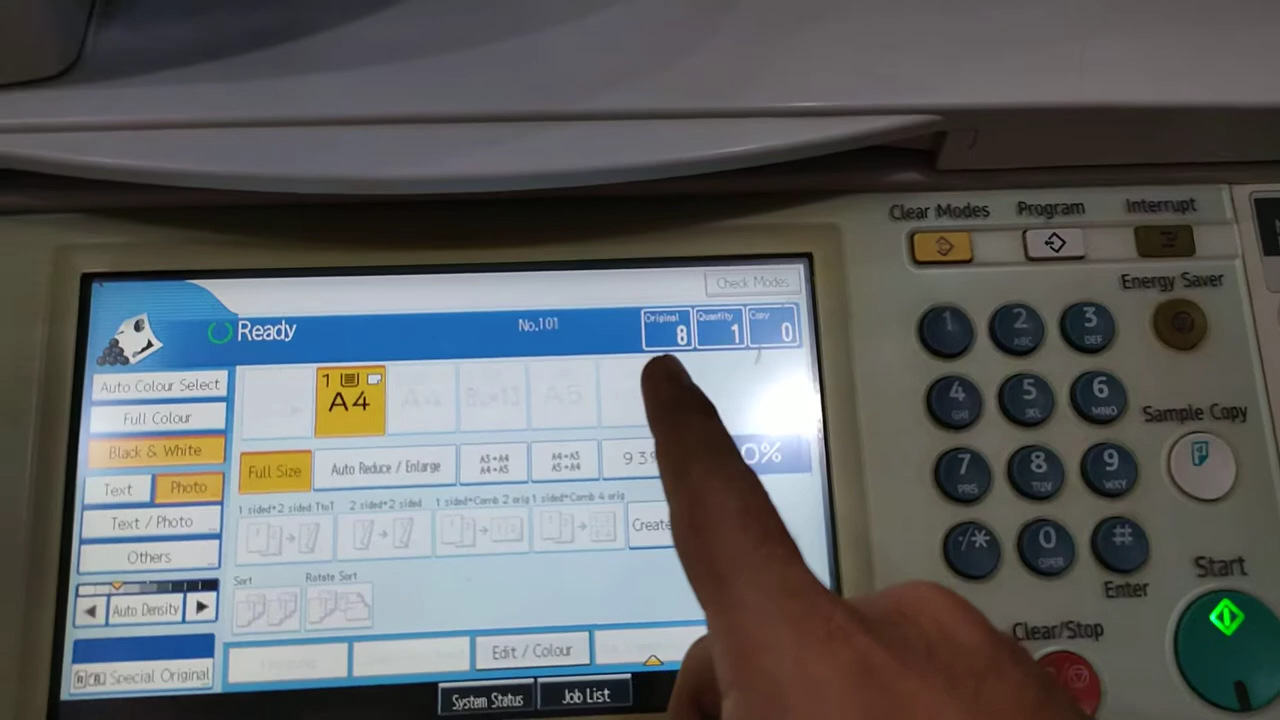 Clear Modes
Program
Interrupt
Energy Saver
Check Modes
Ready
No.101
Original
8
Quantity
1
Copy
0
Auto Colour Select
Full Colour
Black & White
Text
Photo
Text / Photo
Others
Auto Density
Special Original
1
A4
A4
A5
Full Size
Auto Reduce / Enlarge
A3→A4
A4→A5
A4→A3
A5→A4
93%
0%
1 sided→2 sided:TtoT
2 sided→2 sided
1 sided→Comb 2 orig
1 sided→Comb 4 orig
Create
Sort
Rotate Sort
Edit / Colour
System Status
Job List
1
2
ABC
3
DEF
4
GHI
5
JKL
6
MNO
7
PRS
8
TUV
9
WXY
./*
0
OPER
#
Enter
Sample Copy
Start
Clear/Stop